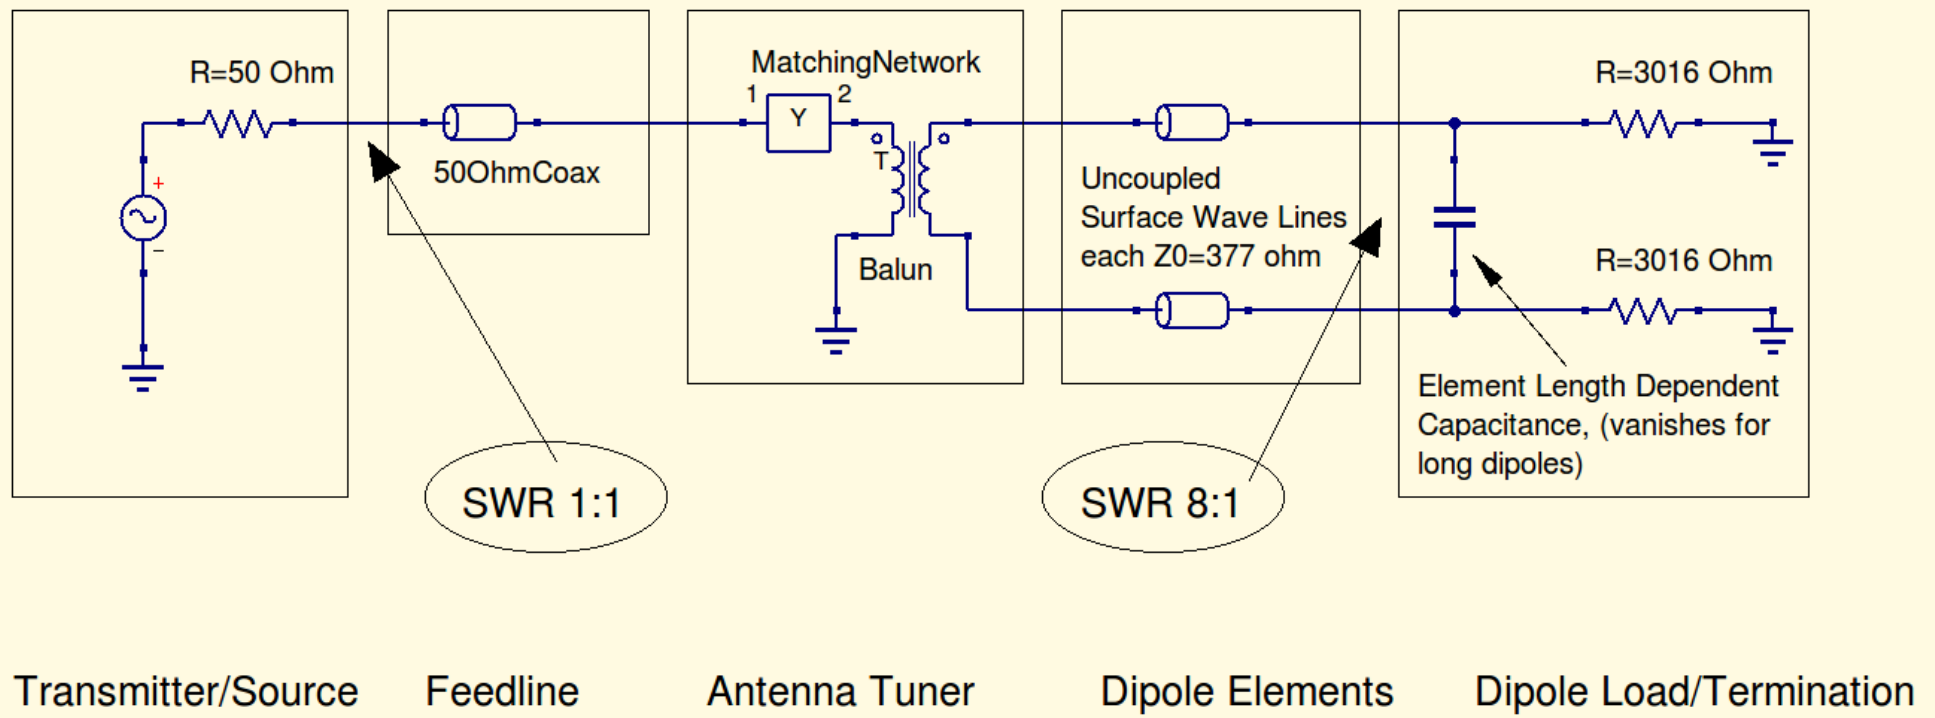 R=50 Ohm
+
−
50OhmCoax
MatchingNetwork
1
2
Y
T
Balun
Uncoupled
Surface Wave Lines
each Z0=377 ohm
R=3016 Ohm
R=3016 Ohm
Element Length Dependent
Capacitance, (vanishes for
long dipoles)
SWR 1:1
SWR 8:1
Transmitter/Source
Feedline
Antenna Tuner
Dipole Elements
Dipole Load/Termination